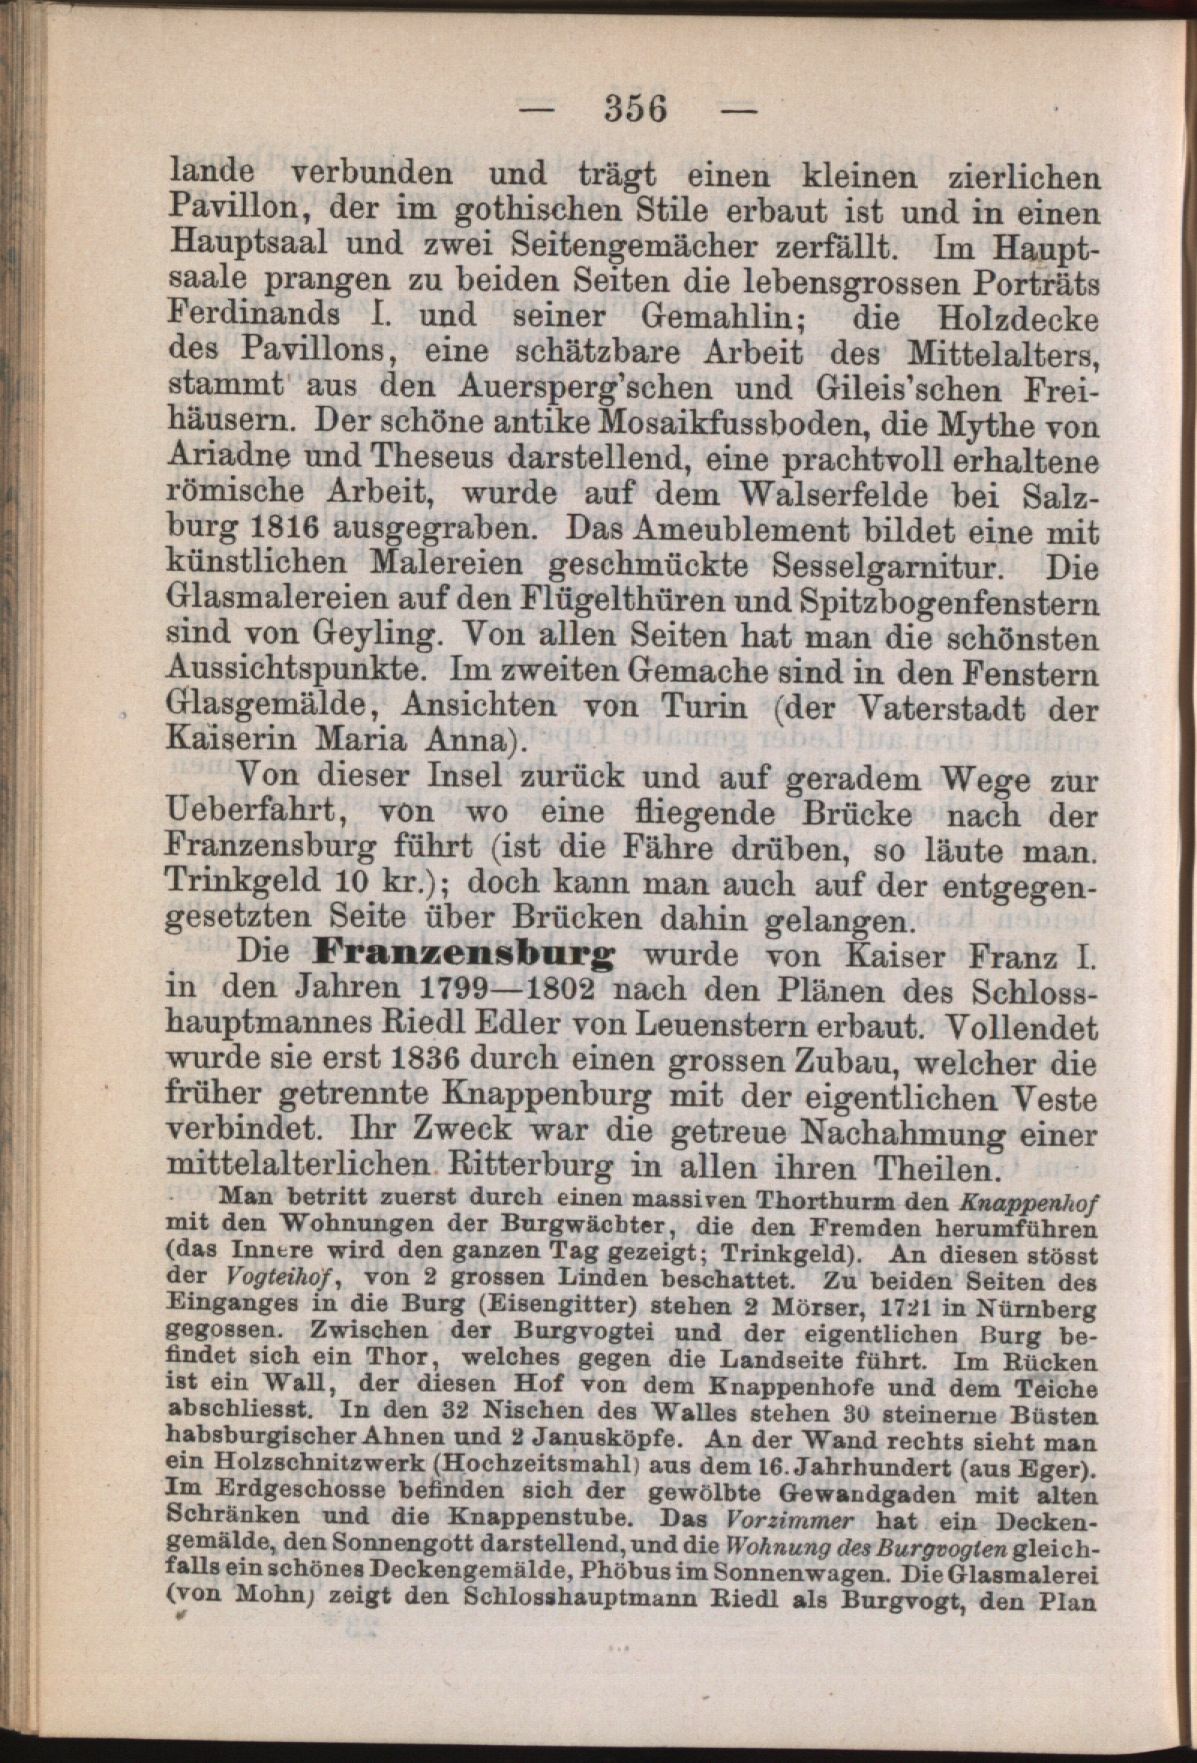 — 356 —
lande verbunden und trägt einen kleinen zierlichen
Pavillon, der im gothischen Stile erbaut ist und in einen
Hauptsaal und zwei Seitengemächer zerfällt. Im Haupt-
saale prangen zu beiden Seiten die lebensgrossen Porträts
Ferdinands I. und seiner Gemahlin; die Holzdecke
des Pavillons, eine schätzbare Arbeit des Mittelalters,
stammt aus den Auersperg'schen und Gileis'schen Frei-
häusern. Der schöne antike Mosaikfussboden, die Mythe von
Ariadne und Theseus darstellend, eine prachtvoll erhaltene
römische Arbeit, wurde auf dem Walserfelde bei Salz-
burg 1816 ausgegraben. Das Ameublement bildet eine mit
künstlichen Malereien geschmückte Sesselgarnitur. Die
Glasmalereien auf den Flügelthüren und Spitzbogenfenstern
sind von Geyling. Von allen Seiten hat man die schönsten
Aussichtspunkte. Im zweiten Gemache sind in den Fenstern
Glasgemälde, Ansichten von Turin (der Vaterstadt der
Kaiserin Maria Anna).
Von dieser Insel zurück und auf geradem Wege zur
Ueberfahrt, von wo eine fliegende Brücke nach der
Franzensburg führt (ist die Fähre drüben, so läute man.
Trinkgeld 10 kr.); doch kann man auch auf der entgegen-
gesetzten Seite über Brücken dahin gelangen.
Die Franzensburg wurde von Kaiser Franz I.
in den Jahren 1799—1802 nach den Plänen des Schloss-
hauptmannes Riedl Edler von Leuenstern erbaut. Vollendet
wurde sie erst 1836 durch einen grossen Zubau, welcher die
früher getrennte Knappenburg mit der eigentlichen Veste
verbindet. Ihr Zweck war die getreue Nachahmung einer
mittelalterlichen Ritterburg in allen ihren Theilen.
Man betritt zuerst durch einen massiven Thorthurm den Knappenhof
mit den Wohnungen der Burgwächter, die den Fremden herumführen
(das Innere wird den ganzen Tag gezeigt; Trinkgeld). An diesen stösst
der Vogteihof, von 2 grossen Linden beschattet. Zu beiden Seiten des
Einganges in die Burg (Eisengitter) stehen 2 Mörser, 1721 in Nürnberg
gegossen. Zwischen der Burgvogtei und der eigentlichen Burg be-
findet sich ein Thor, welches gegen die Landseite führt. Im Rücken
ist ein Wall, der diesen Hof von dem Knappenhofe und dem Teiche
abschliesst. In den 32 Nischen des Walles stehen 30 steinerne Büsten
habsburgischer Ahnen und 2 Janusköpfe. An der Wand rechts sieht man
ein Holzschnitzwerk (Hochzeitsmahl) aus dem 16. Jahrhundert (aus Eger).
Im Erdgeschosse befinden sich der gewölbte Gewandgaden mit alten
Schränken und die Knappenstube. Das Vorzimmer hat ein Decken-
gemälde, den Sonnengott darstellend, und die Wohnung des Burgvogten gleich-
falls ein schönes Deckengemälde, Phöbus im Sonnenwagen. Die Glasmalerei
(von Mohn) zeigt den Schlosshauptmann Riedl als Burgvogt, den Plan